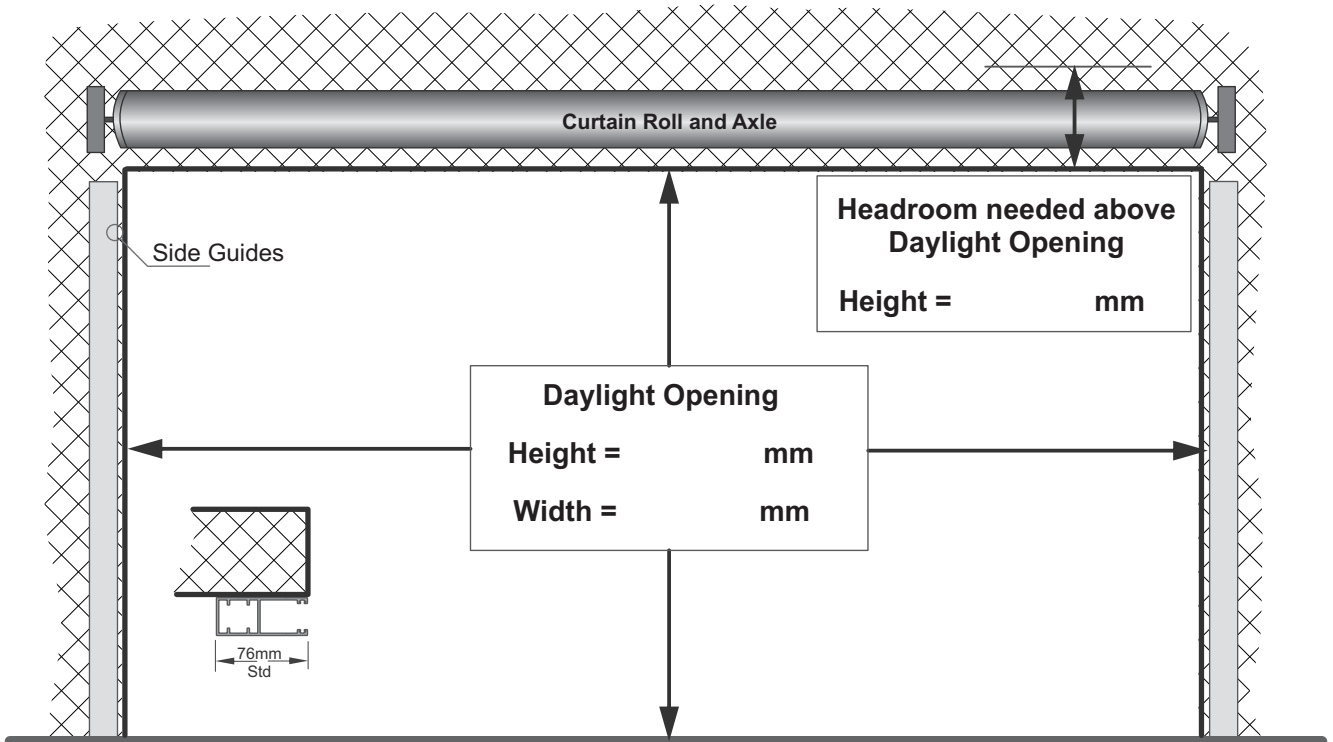 Curtain Roll and Axle
Headroom needed above
Daylight Opening
Height = mm
Side Guides
Daylight Opening
Height = mm
Width = mm
76mm
Std